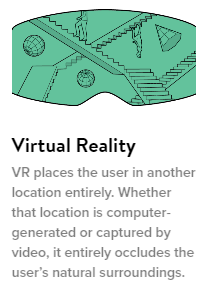 Virtual Reality
VR places the user in another
location entirely. Whether
that location is computer-
generated or captured by
video, it entirely occludes the
user's natural surroundings.